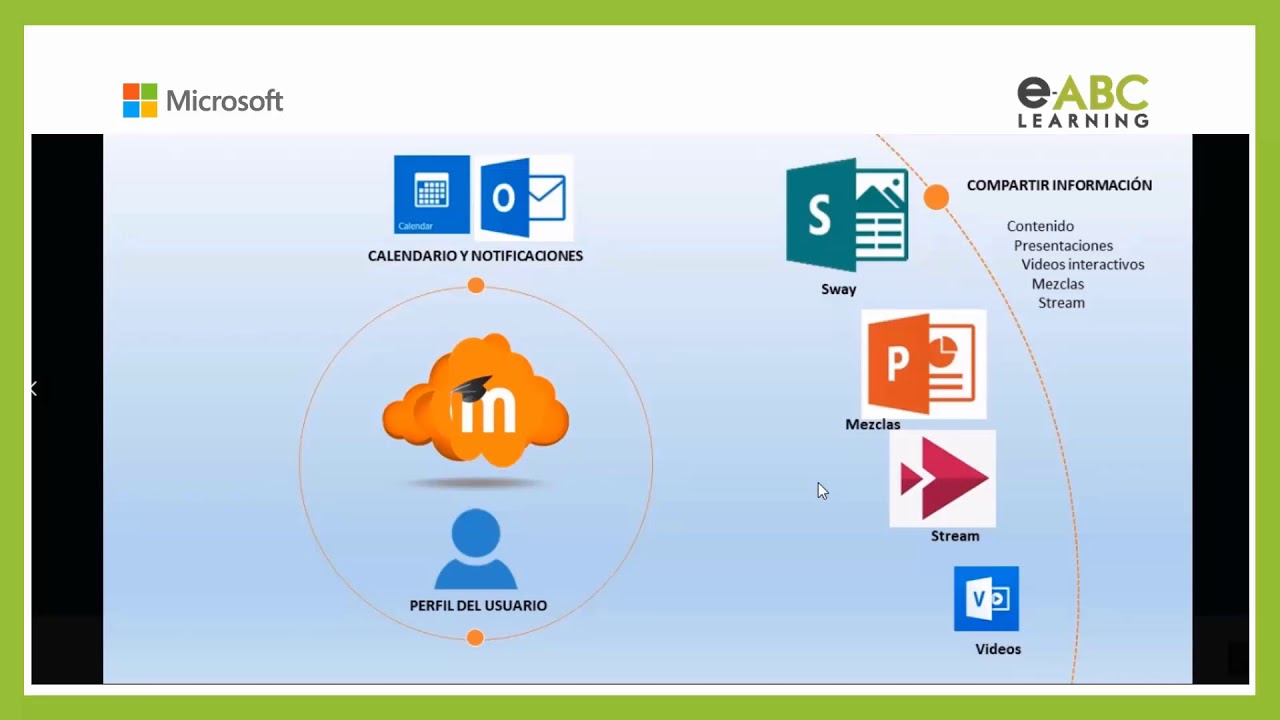 Microsoft
e-ABC
LEARNING
Calendar
O
CALENDARIO Y NOTIFICACIONES
m
PERFIL DEL USUARIO
S
Sway
P
Mezclas
Stream
V
Videos
COMPARTIR INFORMACIÓN
Contenido
Presentaciones
Videos interactivos
Mezclas
Stream